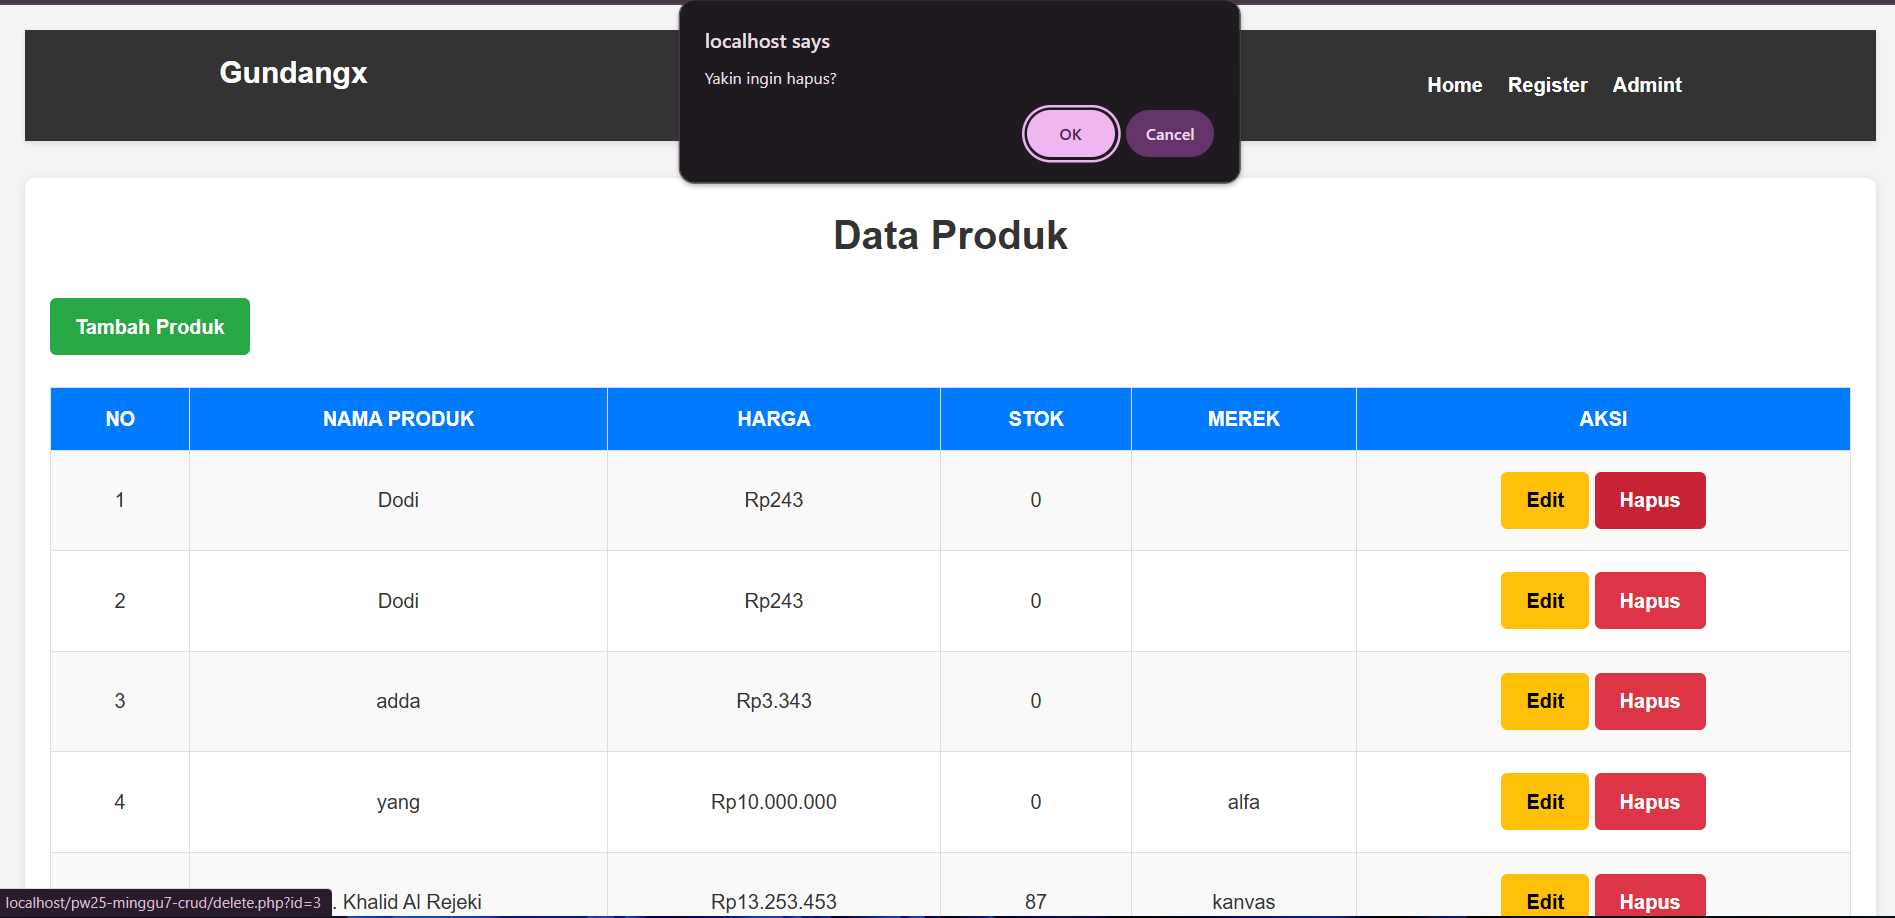 localhost says
Yakin ingin hapus?
OK Cancel
Gundangx
Home Register Admint
Data Produk
Tambah Produk
NO NAMA PRODUK HARGA STOK MEREK AKSI
1 Dodi Rp243 0 Edit Hapus
2 Dodi Rp243 0 Edit Hapus
3 adda Rp3.343 0 Edit Hapus
4 yang Rp10.000.000 0 alfa Edit Hapus
. Khalid Al Rejeki Rp13.253.453 87 kanvas Edit Hapus
localhost/pw25-minggu7-crud/delete.php?id=3